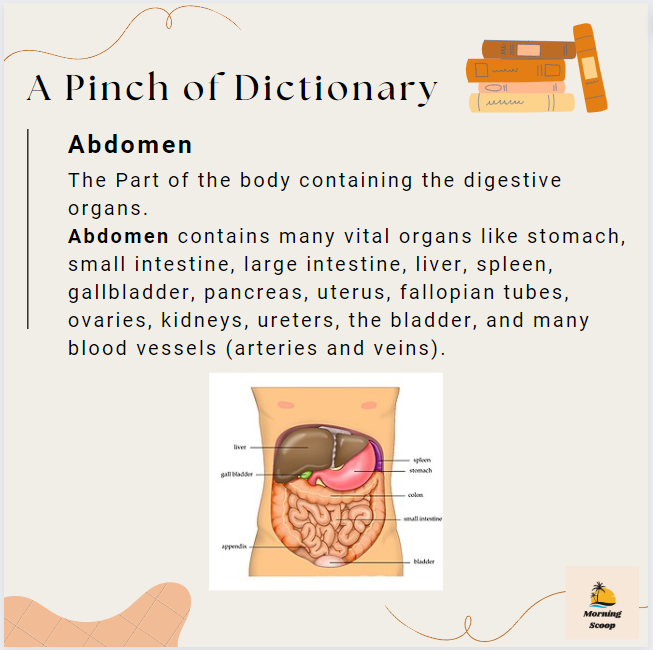 A Pinch of Dictionary
Abdomen
The Part of the body containing the digestive
organs.
Abdomen contains many vital organs like stomach,
small intestine, large intestine, liver, spleen,
gallbladder, pancreas, uterus, fallopian tubes,
ovaries, kidneys, ureters, the bladder, and many
blood vessels (arteries and veins).
liver
spleen
stomach
gall bladder
colon
small intestine
appendix
bladder
Morning
Scoop